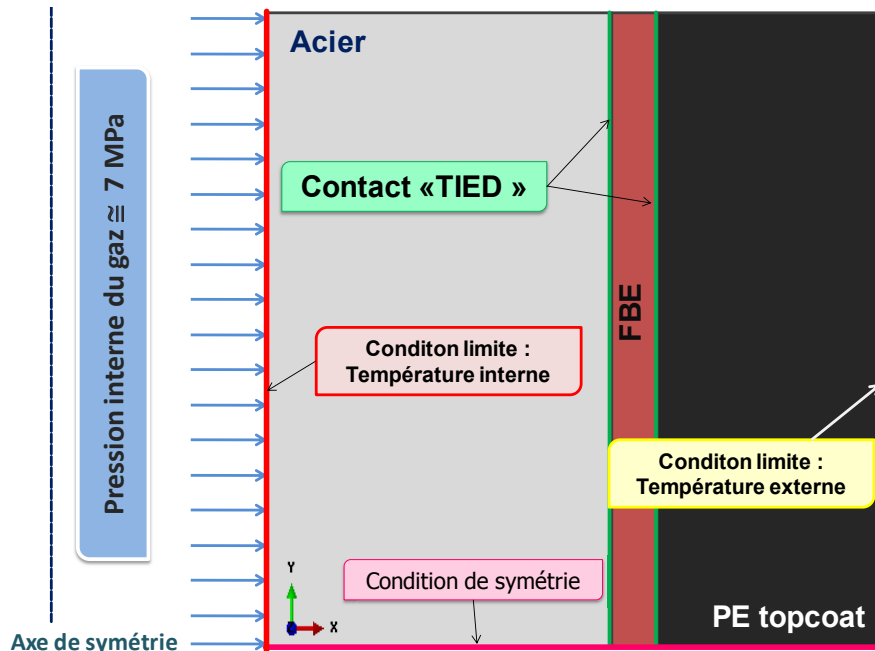 Acier
Pression interne du gaz ≅ 7 MPa
Contact «TIED »
FBE
Conditon limite :
Température interne
Conditon limite :
Température externe
Y
X
Condition de symétrie
PE topcoat
Axe de symétrie